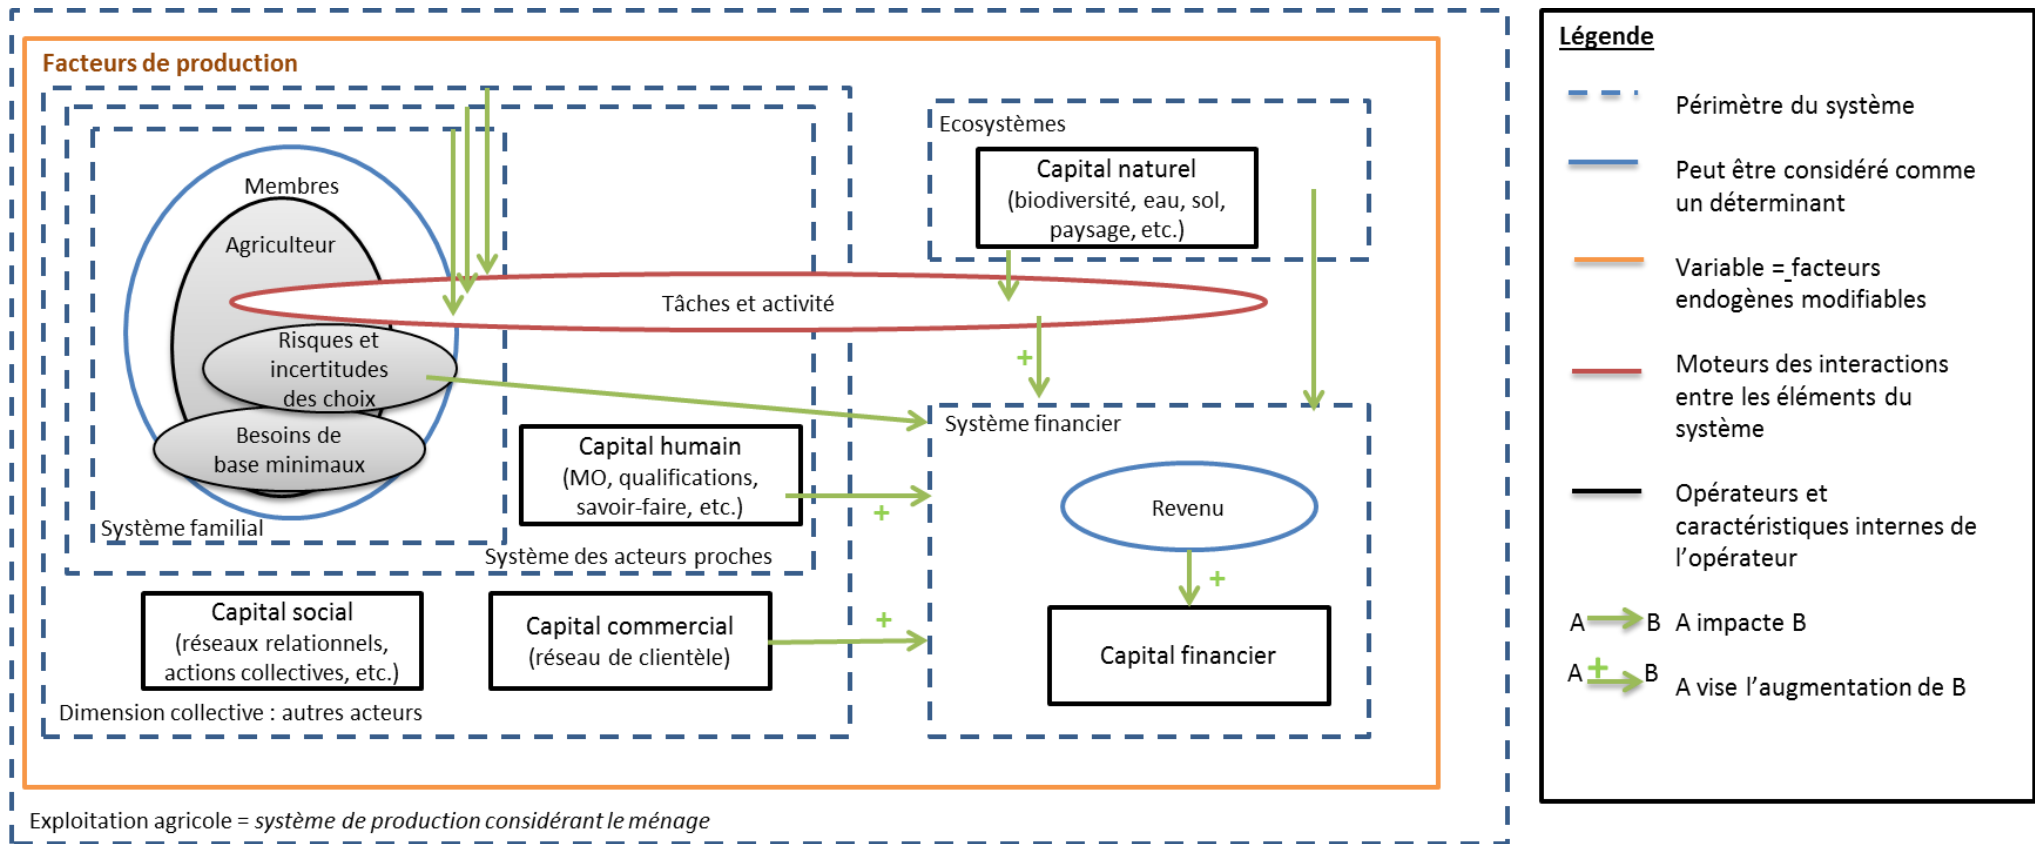 Facteurs de production
Membres
Agriculteur
Risques et
incertitudes
des choix
Besoins de
base minimaux
Système familial
Capital humain
(MO, qualifications,
savoir-faire, etc.)
Système des acteurs proches
Capital social
(réseaux relationnels,
actions collectives, etc.)
Capital commercial
(réseau de clientèle)
Dimension collective : autres acteurs
Ecosystèmes
Capital naturel
(biodiversité, eau, sol,
paysage, etc.)
Tâches et activité
+
+
+
Système financier
Revenu
+
Capital financier
Exploitation agricole = système de production considérant le ménage
Légende
Périmètre du système
Peut être considéré comme
un déterminant
Variable = facteurs
endogènes modifiables
Moteurs des interactions
entre les éléments du
système
Opérateurs et
caractéristiques internes de
l’opérateur
A B A impacte B
A + B A vise l’augmentation de B